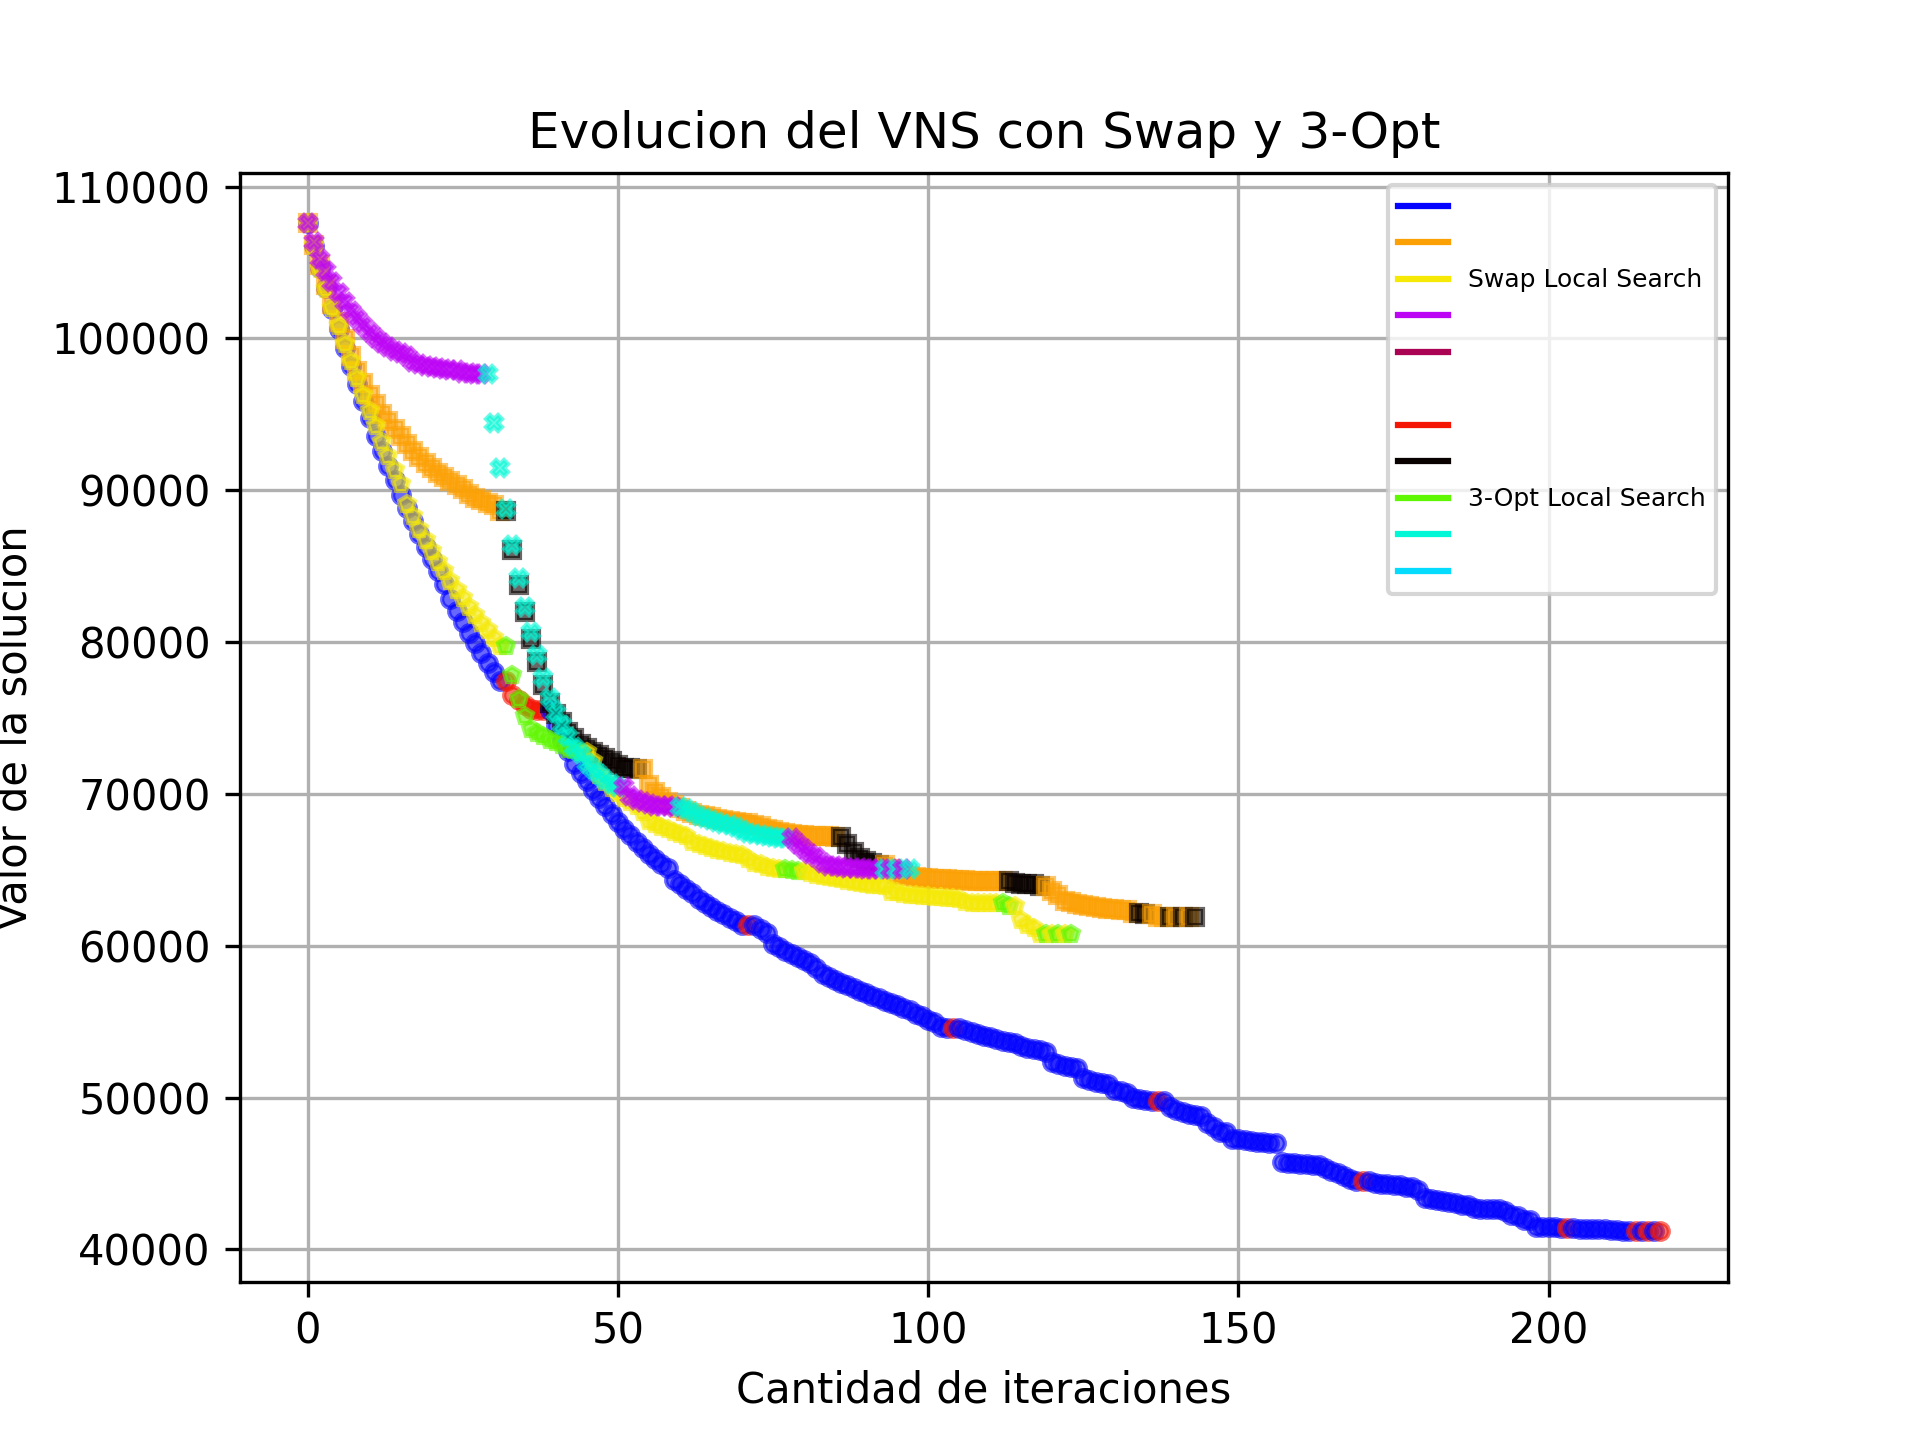 Evolucion del VNS con Swap y 3-Opt
110000
100000
90000
80000
70000
60000
50000
40000
Valor de la solucion
Swap Local Search
3-Opt Local Search
0 50 100 150 200
Cantidad de iteraciones